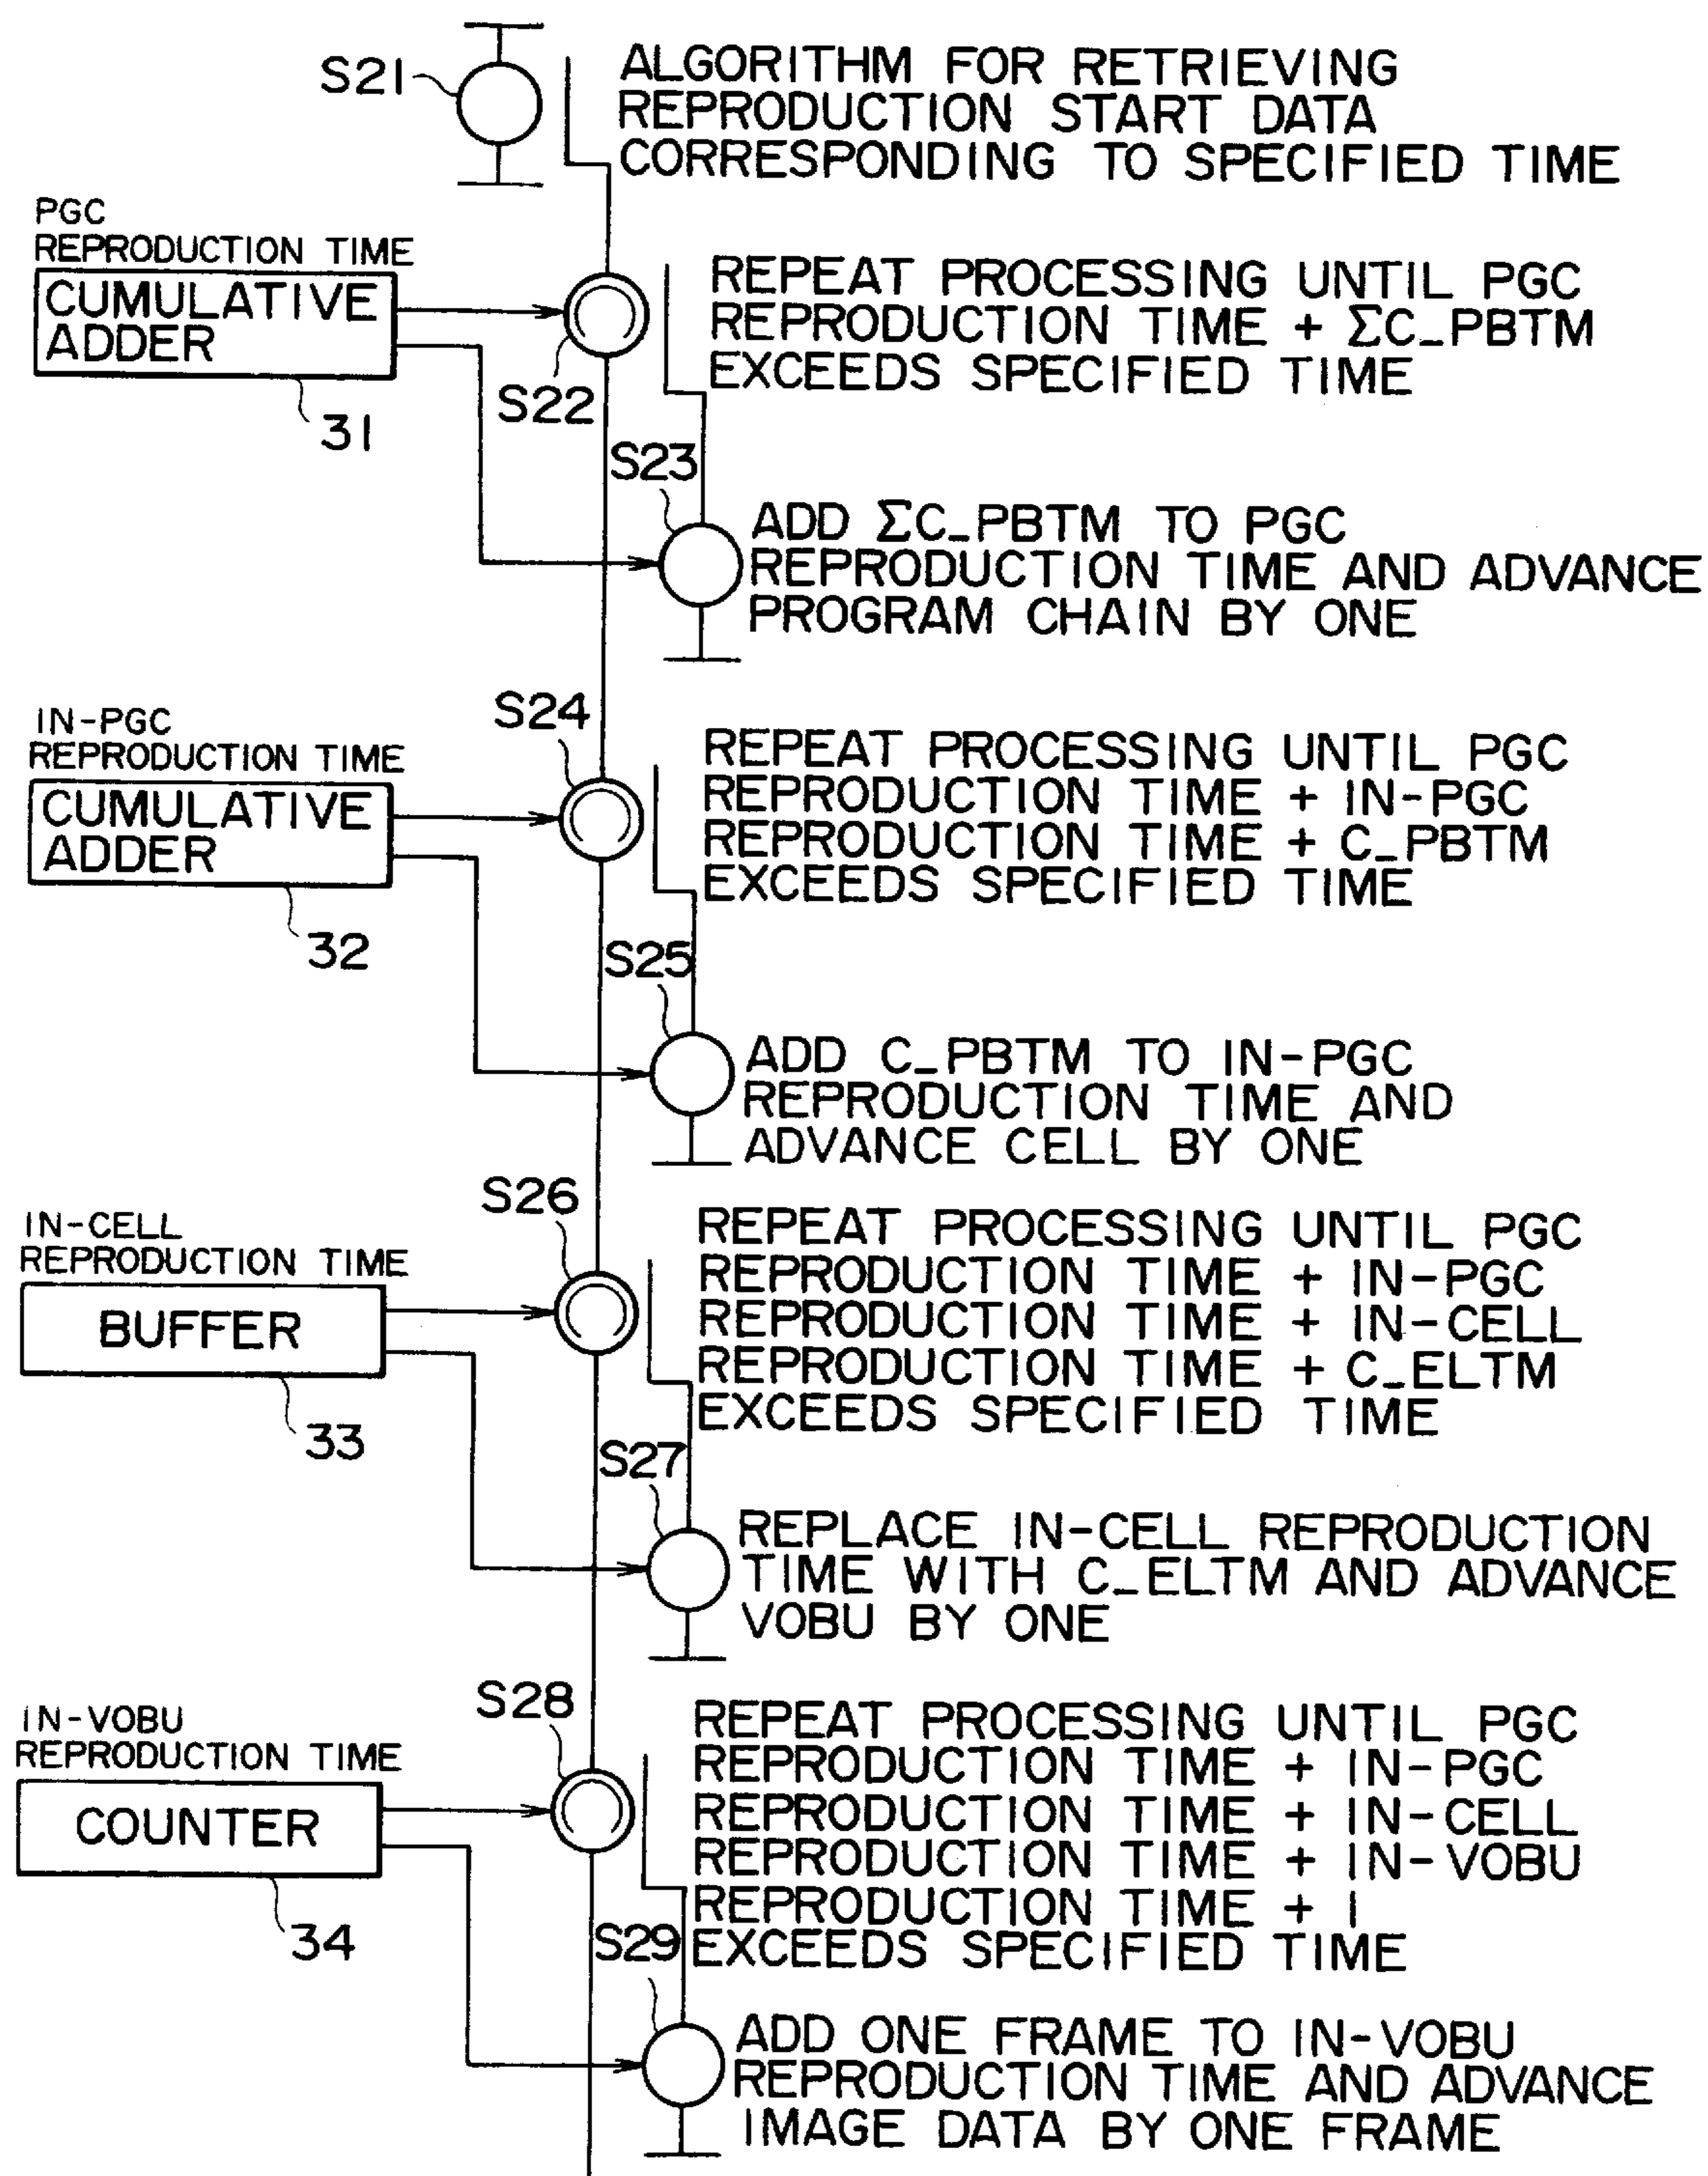 S21
ALGORITHM FOR RETRIEVING
REPRODUCTION START DATA
CORRESPONDING TO SPECIFIED TIME
PGC
REPRODUCTION TIME
CUMULATIVE
ADDER
31
S22
REPEAT PROCESSING UNTIL PGC
REPRODUCTION TIME + ΣC_PBTM
EXCEEDS SPECIFIED TIME
S23
ADD ΣC_PBTM TO PGC
REPRODUCTION TIME AND ADVANCE
PROGRAM CHAIN BY ONE
IN-PGC
REPRODUCTION TIME
CUMULATIVE
ADDER
32
S24
REPEAT PROCESSING UNTIL PGC
REPRODUCTION TIME + IN-PGC
REPRODUCTION TIME + C_PBTM
EXCEEDS SPECIFIED TIME
S25
ADD C_PBTM TO IN-PGC
REPRODUCTION TIME AND
ADVANCE CELL BY ONE
IN-CELL
REPRODUCTION TIME
BUFFER
33
S26
REPEAT PROCESSING UNTIL PGC
REPRODUCTION TIME + IN-PGC
REPRODUCTION TIME + IN-CELL
REPRODUCTION TIME + C_ELTM
EXCEEDS SPECIFIED TIME
S27
REPLACE IN-CELL REPRODUCTION
TIME WITH C_ELTM AND ADVANCE
VOBU BY ONE
IN-VOBU
REPRODUCTION TIME
COUNTER
34
S28
REPEAT PROCESSING UNTIL PGC
REPRODUCTION TIME + IN-PGC
REPRODUCTION TIME + IN-CELL
REPRODUCTION TIME + IN-VOBU
REPRODUCTION TIME + 1
EXCEEDS SPECIFIED TIME
S29
ADD ONE FRAME TO IN-VOBU
REPRODUCTION TIME AND ADVANCE
IMAGE DATA BY ONE FRAME